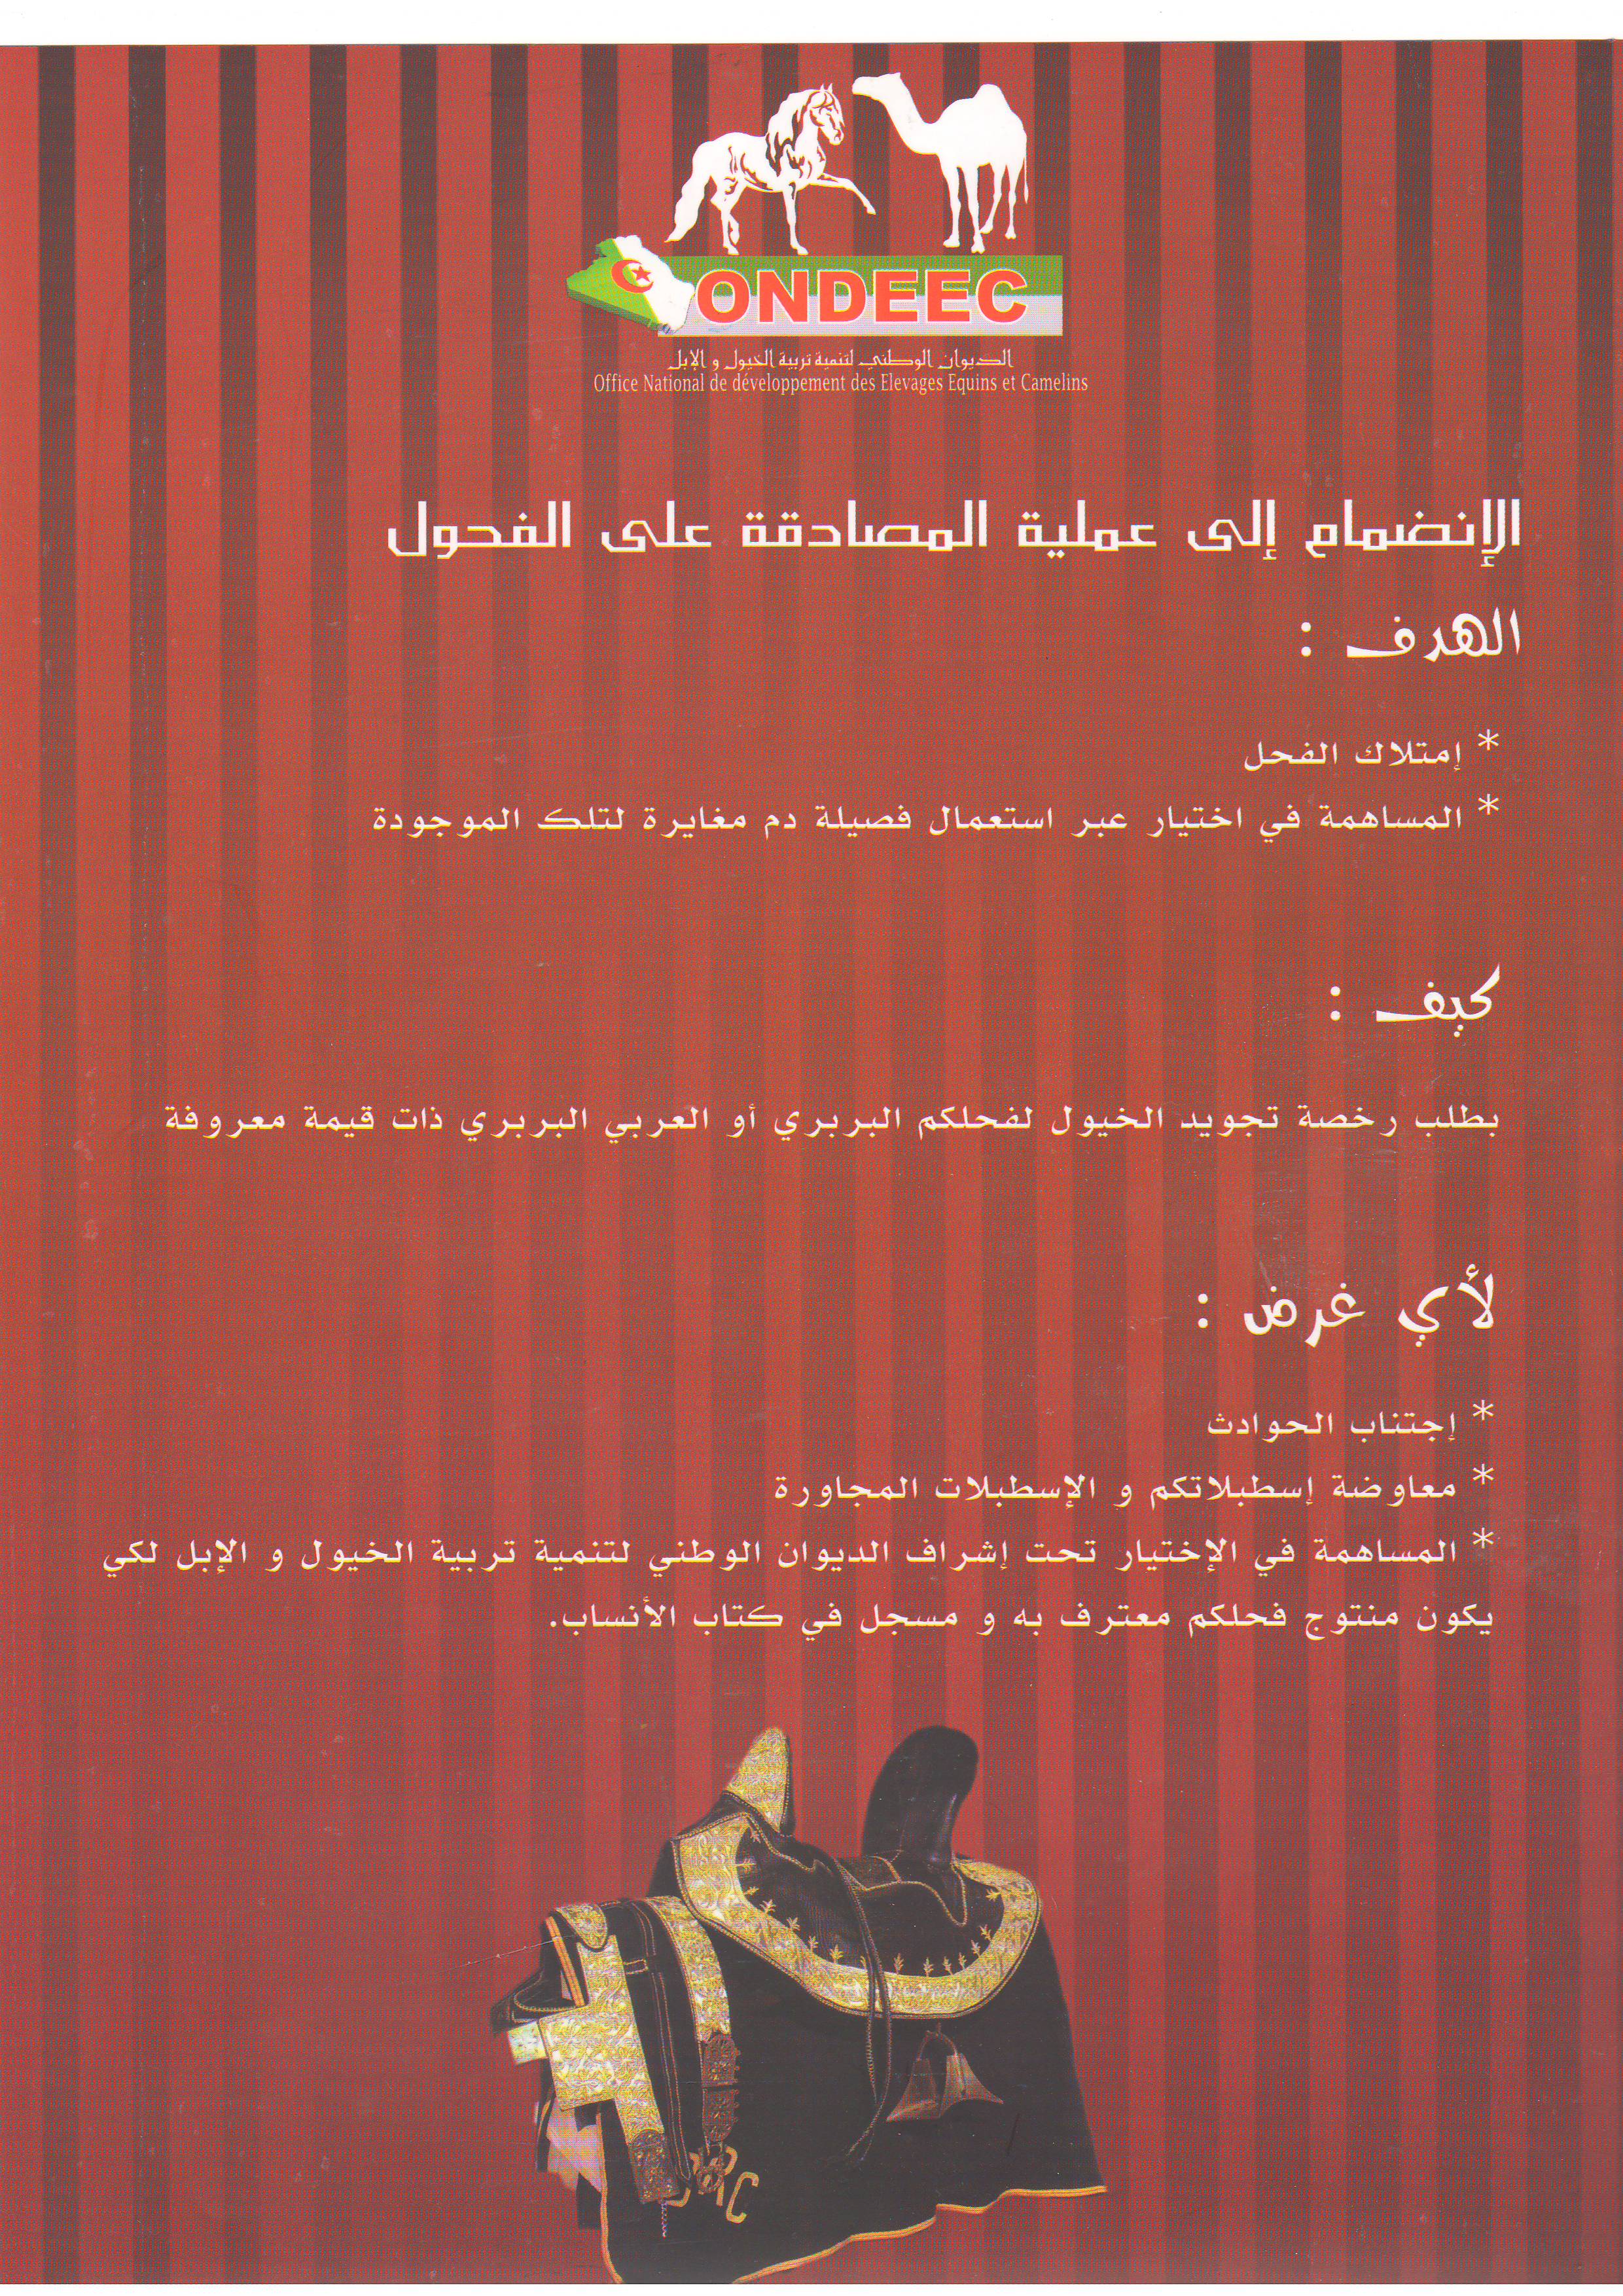 ONDEEC
الديوان الوطني لتنمية تربية الخيول و الإبل
Office National de développement des Elevages Equins et Camelins
الإنضمام إلى عملية المصادقة على الفحول
الهدف :
* إمتلاك الفحل
* المساهمة في اختيار عبر استعمال فصيلة دم مغايرة لتلك الموجودة
كيف :
بطلب رخصة تجويد الخيول لفحلكم البربري أو العربي البربري ذات قيمة معروفة
لأي غرض :
* إجتناب الحوادث
* معاوضة إسطبلاتكم و الإسطبلات المجاورة
* المساهمة في الإختيار تحت إشراف الديوان الوطني لتنمية تربية الخيول و الإبل لكي
يكون منتوج فحلكم معترف به و مسجل في كتاب الأنساب.